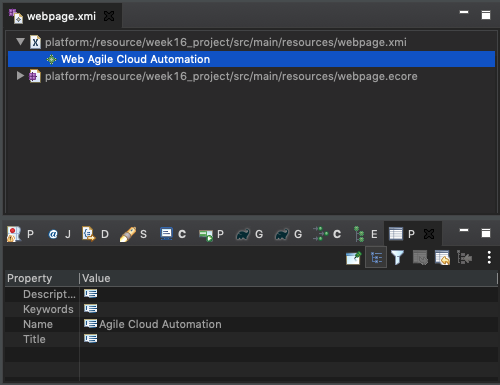 webpage.xmi
platform:/resource/week16_project/src/main/resources/webpage.xmi
Web Agile Cloud Automation
platform:/resource/week16_project/src/main/resources/webpage.ecore
P J D S C P G G C E P
Property Value
Descript...
Keywords
Name Agile Cloud Automation
Title